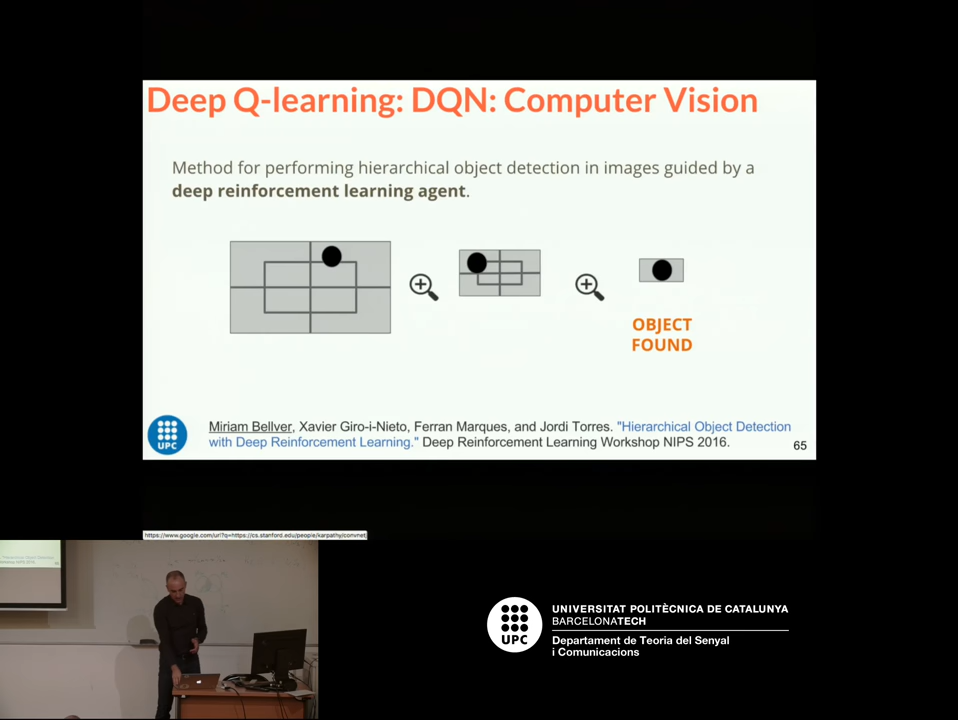 Deep Q-learning: DQN: Computer Vision
Method for performing hierarchical object detection in images guided by a
deep reinforcement learning agent.
OBJECT
FOUND
UPC
Miriam Bellver, Xavier Giro-i-Nieto, Ferran Marques, and Jordi Torres. "Hierarchical Object Detection
with Deep Reinforcement Learning." Deep Reinforcement Learning Workshop NIPS 2016.
65
https://www.google.com/url?q=https://cs.stanford.edu/people/karpathy/convnetj
UPC
UNIVERSITAT POLITÈCNICA DE CATALUNYA
BARCELONATECH
Departament de Teoria del Senyal
i Comunicacions